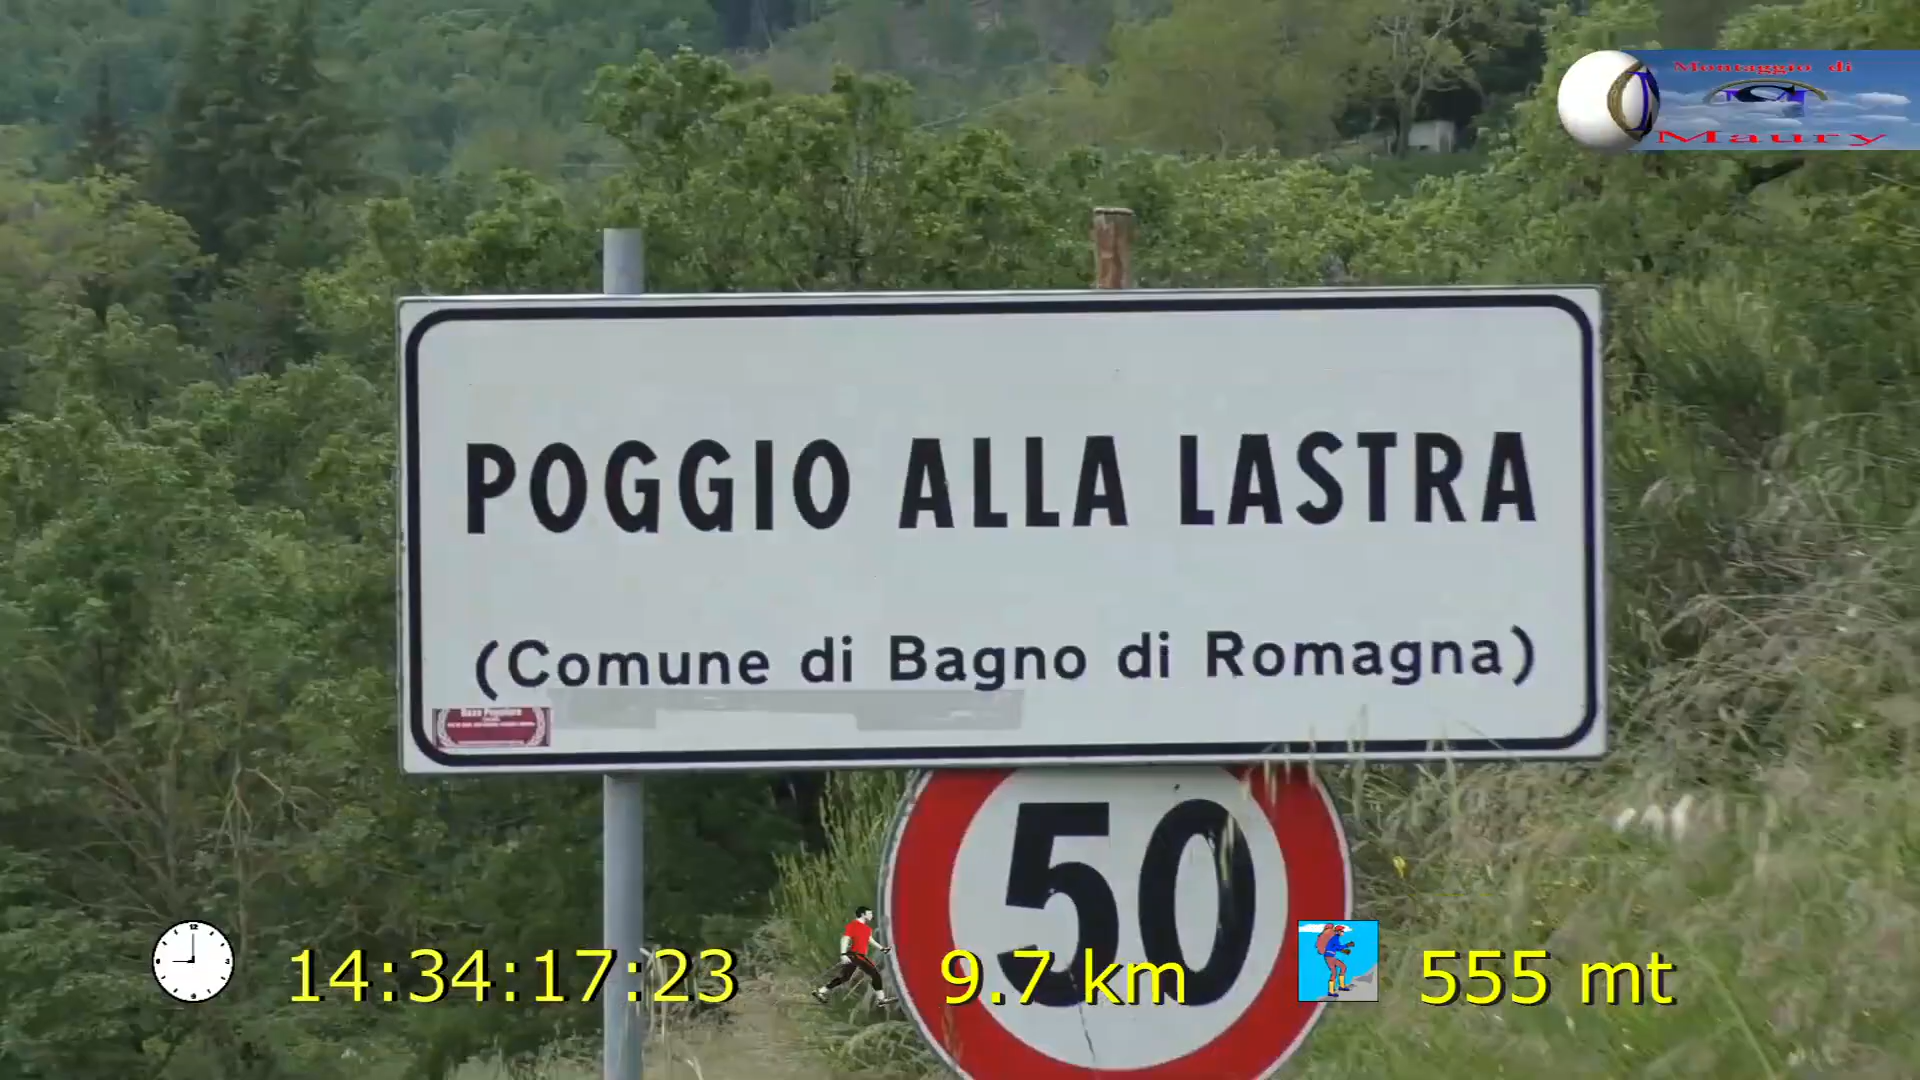 Montaggio di
Maury
POGGIO ALLA LASTRA
(Comune di Bagno di Romagna)
50
14:34:17:23
9.7 km
555 mt